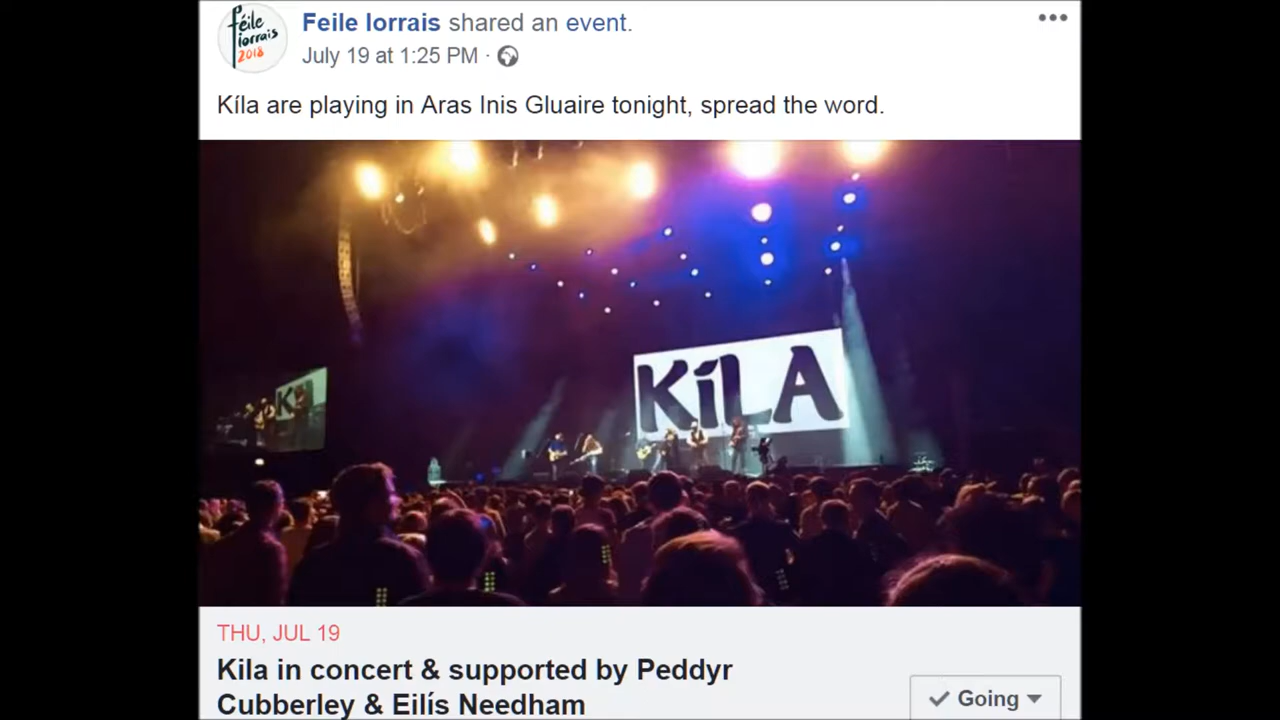 féile
iorrais
2018
Feile Iorrais shared an event.
July 19 at 1:25 PM ·
Kíla are playing in Aras Inis Gluaire tonight, spread the word.
KíLA
Kí
THU, JUL 19
Kila in concert & supported by Peddyr
Cubberley & Eilís Needham
Going